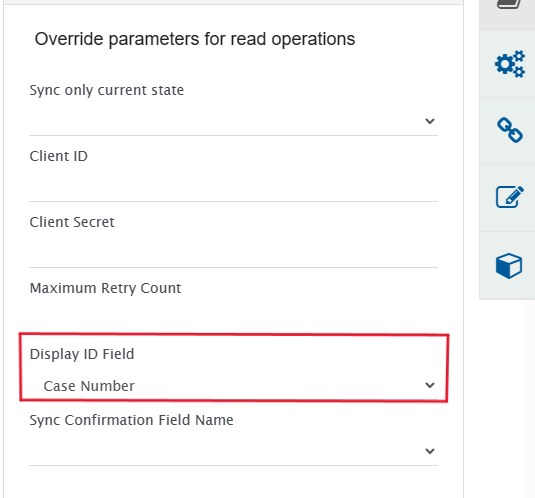 Override parameters for read operations
Sync only current state
Client ID
Client Secret
Maximum Retry Count
Display ID Field
Case Number
Sync Confirmation Field Name